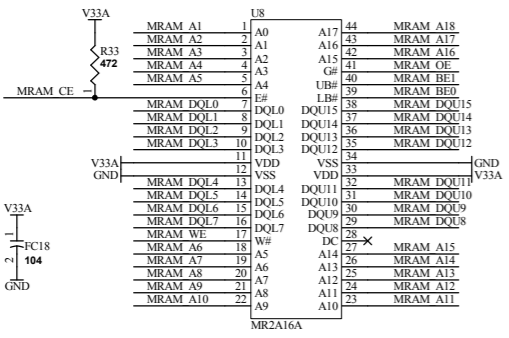 V33A U8
MRAM A1 1 A0 A17 44 MRAM A18
MRAM A2 2 A1 A16 43 MRAM A17
R33 MRAM A3 3 A2 A15 42 MRAM A16
472 MRAM A4 4 A3 G# 41 MRAM OE
MRAM A5 5 A4 UB# 40 MRAM BE1
MRAM CE 1 6 E# LB# 39 MRAM BE0
MRAM DQL0 7 DQL0 DQU15 38 MRAM DQU15
MRAM DQL1 8 DQL1 DQU14 37 MRAM DQU14
MRAM DQL2 9 DQL2 DQU13 36 MRAM DQU13
MRAM DQL3 10 DQL3 DQU12 35 MRAM DQU12
V33A 11 VDD VSS 34 GND
GND 12 VSS VDD 33 V33A
MRAM DQL4 13 DQL4 DQU11 32 MRAM DQU11
MRAM DQL5 14 DQL5 DQU10 31 MRAM DQU10
V33A MRAM DQL6 15 DQL6 DQU9 30 MRAM DQU9
MRAM DQL7 16 DQL7 DQU8 29 MRAM DQU8
1 MRAM WE 17 W# DC 28
FC18 MRAM A6 18 A5 A14 27 MRAM A15
2 104 MRAM A7 19 A6 A13 26 MRAM A14
MRAM A8 20 A7 A12 25 MRAM A13
GND MRAM A9 21 A8 A11 24 MRAM A12
MRAM A10 22 A9 A10 23 MRAM A11
MR2A16A